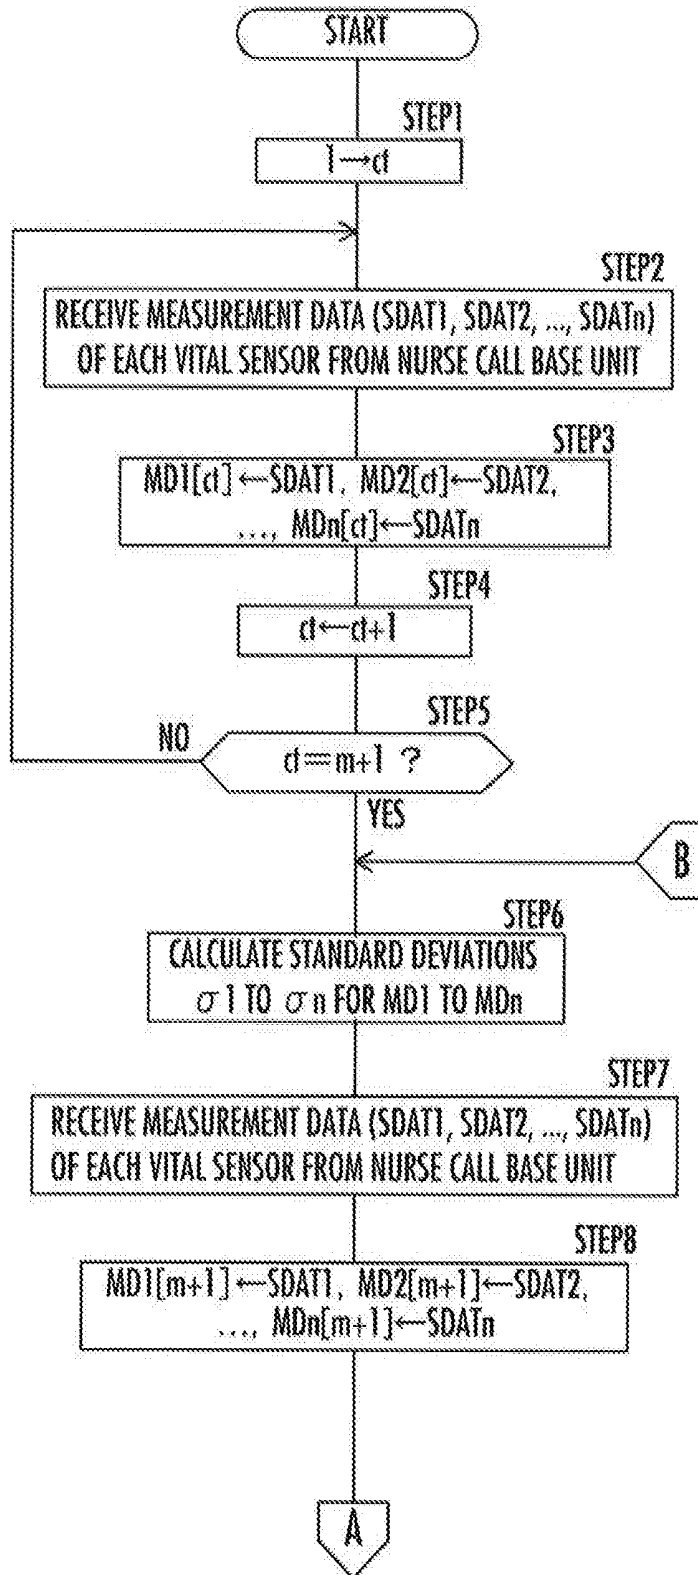 START
STEP1
1→ct
STEP2
RECEIVE MEASUREMENT DATA (SDAT1, SDAT2, ..., SDATn)
OF EACH VITAL SENSOR FROM NURSE CALL BASE UNIT
STEP3
MD1[ct]←SDAT1, MD2[ct]←SDAT2,
..., MDn[ct]←SDATn
STEP4
ct←ct+1
STEP5
NO
ct=m+1 ?
YES
B
STEP6
CALCULATE STANDARD DEVIATIONS
σ1 TO σn FOR MD1 TO MDn
STEP7
RECEIVE MEASUREMENT DATA (SDAT1, SDAT2, ..., SDATn)
OF EACH VITAL SENSOR FROM NURSE CALL BASE UNIT
STEP8
MD1[m+1]←SDAT1, MD2[m+1]←SDAT2,
..., MDn[m+1]←SDATn
A